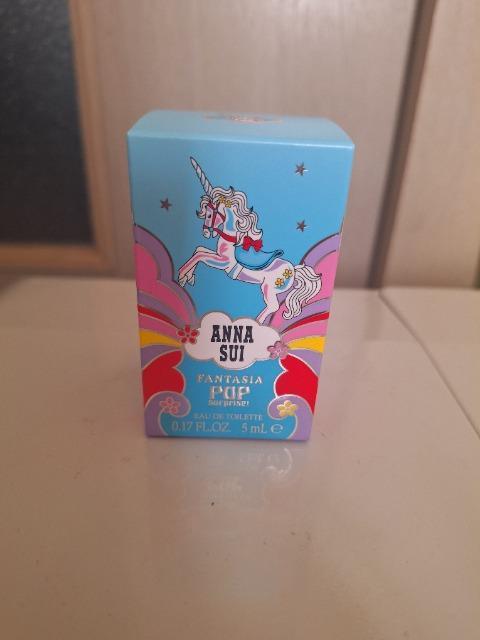 ANNA
SUI
FANTASIA
POP
Surprise!
EAU DE TOILETTE
0.17 FL.OZ. 5 mL ℮